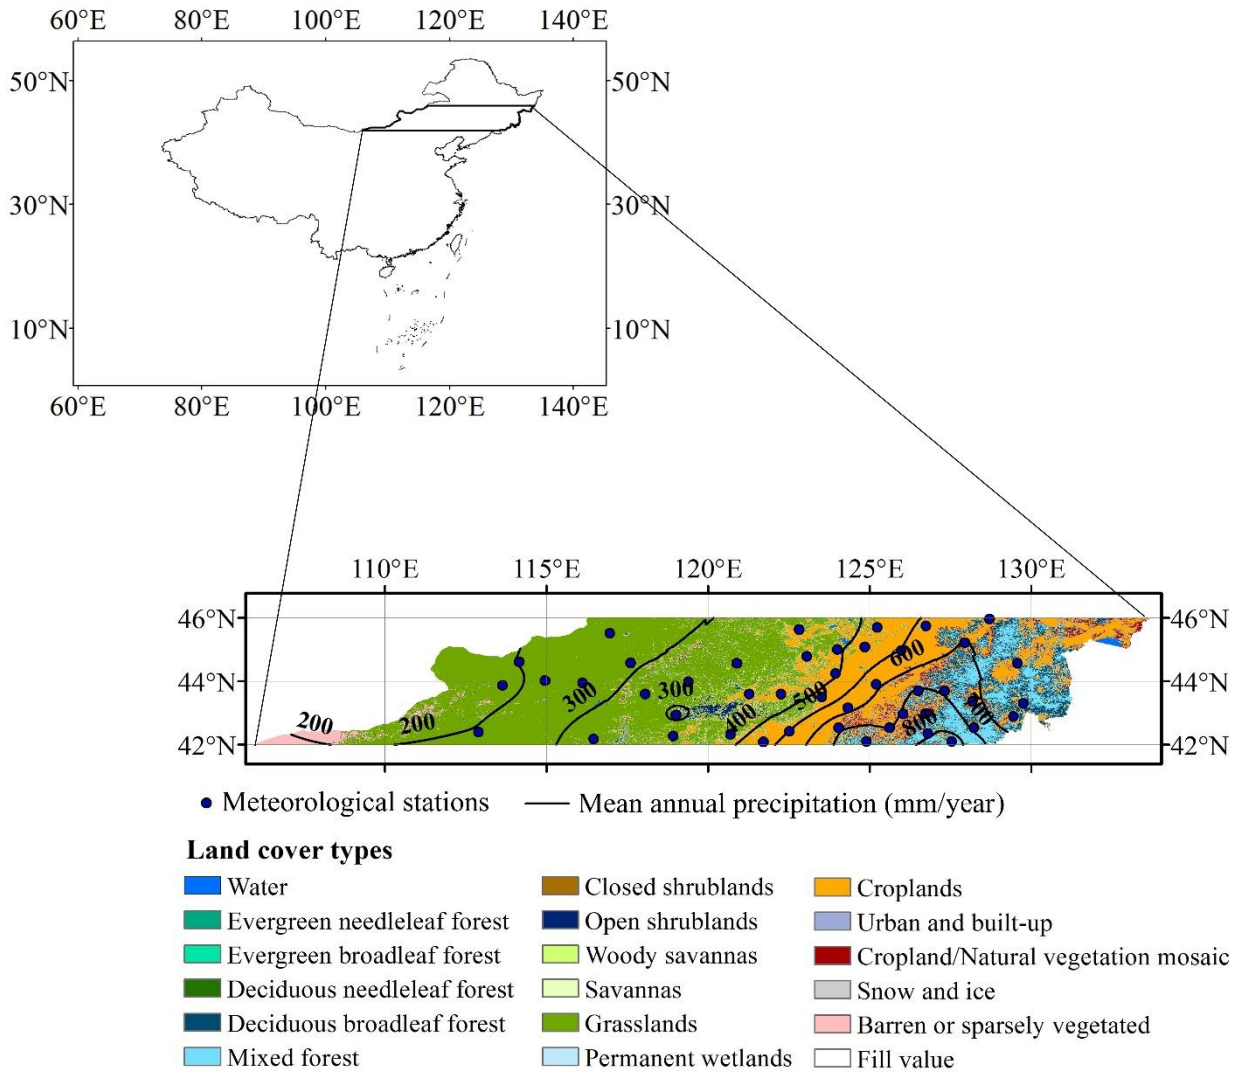 60°E 80°E 100°E 120°E 140°E
50°N 50°N
30°N 30°N
10°N 10°N
60°E 80°E 100°E 120°E 140°E
110°E 115°E 120°E 125°E 130°E
46°N 46°N
600
44°N 300 300 500 44°N
200 200 400 800 700
42°N 42°N
Meteorological stations Mean annual precipitation (mm/year)
Land cover types
Water Closed shrublands Croplands
Evergreen needleleaf forest Open shrublands Urban and built-up
Evergreen broadleaf forest Woody savannas Cropland/Natural vegetation mosaic
Deciduous needleleaf forest Savannas Snow and ice
Deciduous broadleaf forest Grasslands Barren or sparsely vegetated
Mixed forest Permanent wetlands Fill value